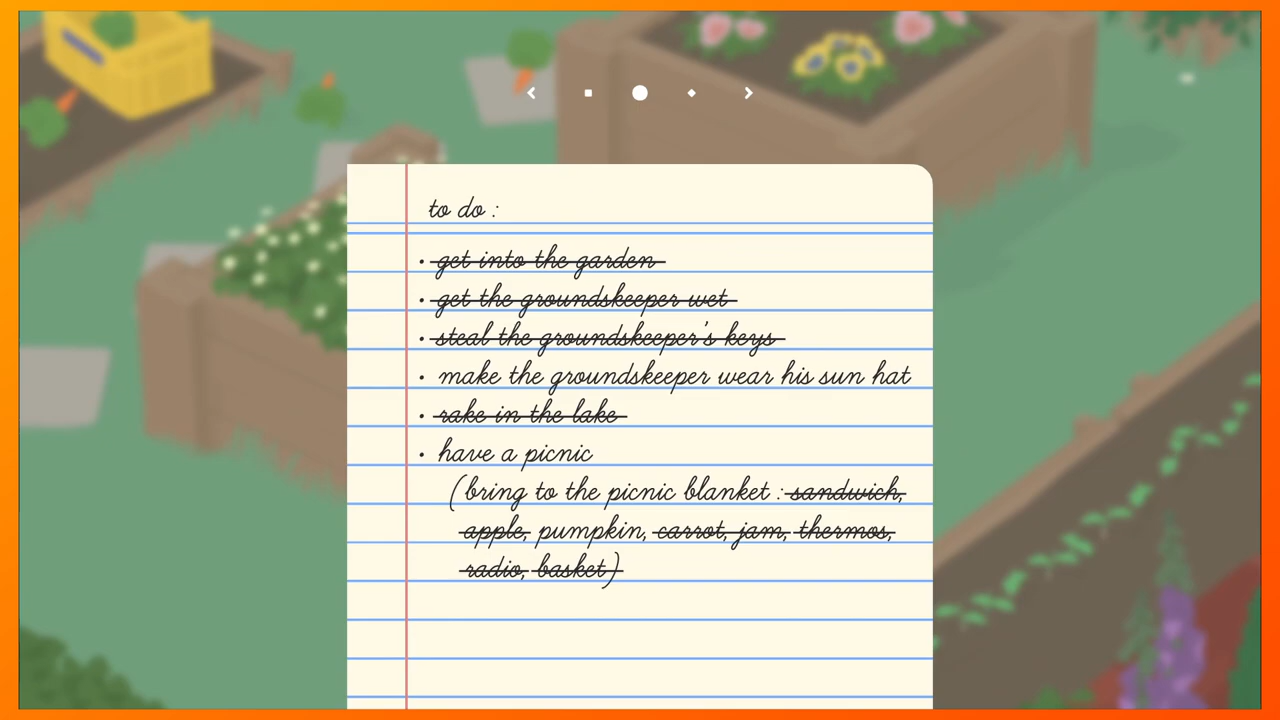 to do :
• get into the garden
• get the groundskeeper wet
• steal the groundskeeper's keys
• make the groundskeeper wear his sun hat
• rake in the lake
• have a picnic
(bring to the picnic blanket : sandwich,
apple, pumpkin, carrot, jam, thermos,
radio, basket)